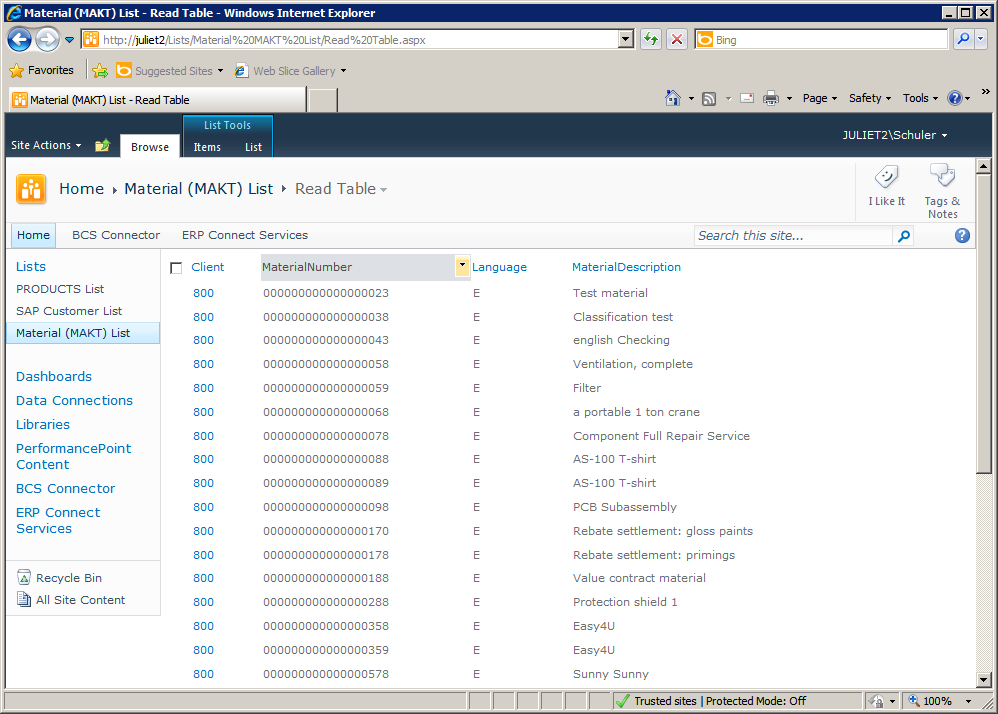 Material (MAKT) List - Read Table - Windows Internet Explorer
http://juliet2/Lists/Material%20MAKT%20List/Read%20Table.aspx
Bing
Favorites
Suggested Sites
Web Slice Gallery
Material (MAKT) List - Read Table
Page
Safety
Tools
»
List Tools
Site Actions
Browse
Items
List
JULIET2\Schuler
Home
Material (MAKT) List
Read Table
I Like It
Tags & Notes
Home
BCS Connector
ERP Connect Services
Search this site...
Lists
PRODUCTS List
SAP Customer List
Material (MAKT) List
Dashboards
Data Connections
Libraries
PerformancePoint
Content
BCS Connector
ERP Connect
Services
Recycle Bin
All Site Content
Client MaterialNumber Language MaterialDescription
800 000000000000000023 E Test material
800 000000000000000038 E Classification test
800 000000000000000043 E english Checking
800 000000000000000058 E Ventilation, complete
800 000000000000000059 E Filter
800 000000000000000068 E a portable 1 ton crane
800 000000000000000078 E Component Full Repair Service
800 000000000000000088 E AS-100 T-shirt
800 000000000000000089 E AS-100 T-shirt
800 000000000000000098 E PCB Subassembly
800 000000000000000170 E Rebate settlement: gloss paints
800 000000000000000178 E Rebate settlement: primings
800 000000000000000188 E Value contract material
800 000000000000000288 E Protection shield 1
800 000000000000000358 E Easy4U
800 000000000000000359 E Easy4U
800 000000000000000578 E Sunny Sunny
Trusted sites | Protected Mode: Off
100%